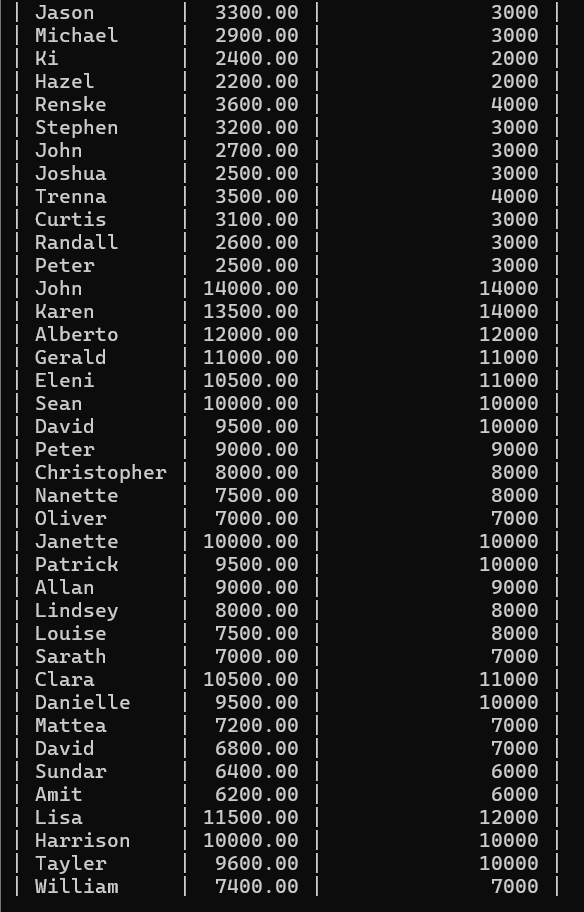 | Jason       |  3300.00 |              3000 |
| Michael     |  2900.00 |              3000 |
| Ki          |  2400.00 |              2000 |
| Hazel       |  2200.00 |              2000 |
| Renske      |  3600.00 |              4000 |
| Stephen     |  3200.00 |              3000 |
| John        |  2700.00 |              3000 |
| Joshua      |  2500.00 |              3000 |
| Trenna      |  3500.00 |              4000 |
| Curtis      |  3100.00 |              3000 |
| Randall     |  2600.00 |              3000 |
| Peter       |  2500.00 |              3000 |
| John        | 14000.00 |             14000 |
| Karen       | 13500.00 |             14000 |
| Alberto     | 12000.00 |             12000 |
| Gerald      | 11000.00 |             11000 |
| Eleni       | 10500.00 |             11000 |
| Sean        | 10000.00 |             10000 |
| David       |  9500.00 |             10000 |
| Peter       |  9000.00 |              9000 |
| Christopher |  8000.00 |              8000 |
| Nanette     |  7500.00 |              8000 |
| Oliver      |  7000.00 |              7000 |
| Janette     | 10000.00 |             10000 |
| Patrick     |  9500.00 |             10000 |
| Allan       |  9000.00 |              9000 |
| Lindsey     |  8000.00 |              8000 |
| Louise      |  7500.00 |              8000 |
| Sarath      |  7000.00 |              7000 |
| Clara       | 10500.00 |             11000 |
| Danielle    |  9500.00 |             10000 |
| Mattea      |  7200.00 |              7000 |
| David       |  6800.00 |              7000 |
| Sundar      |  6400.00 |              6000 |
| Amit        |  6200.00 |              6000 |
| Lisa        | 11500.00 |             12000 |
| Harrison    | 10000.00 |             10000 |
| Tayler      |  9600.00 |             10000 |
| William     |  7400.00 |              7000 |